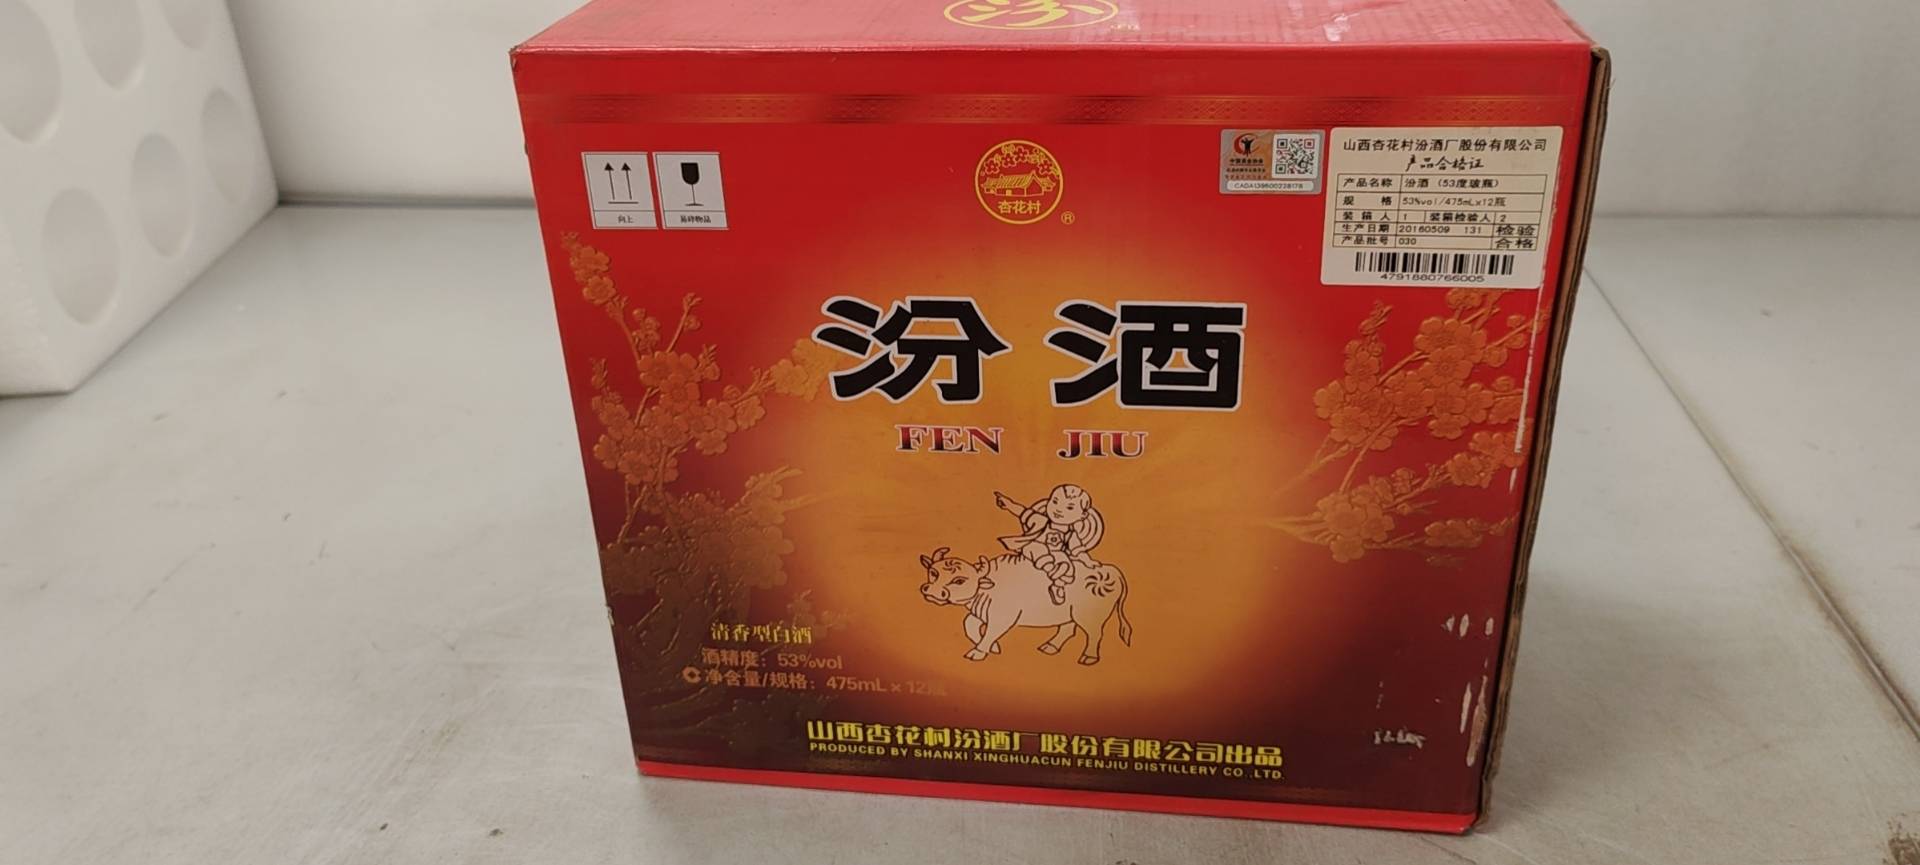 汾
向上
易碎物品
杏花村
®
CADA139600228178
山西杏花村汾酒厂股份有限公司
产品合格证
产品名称 汾酒（53度玻瓶）
规 格 53%vol/475mLx12瓶
装箱人 1 装箱检验人 2
生产日期 20160509 131 检验
产品批号 030 合格
4791880766005
汾酒
FEN JIU
清香型白酒
酒精度：53%vol
净含量/规格：475mL×12瓶
山西杏花村汾酒厂股份有限公司出品
PRODUCED BY SHANXI XINGHUACUN FENJIU DISTILLERY CO.,LTD.